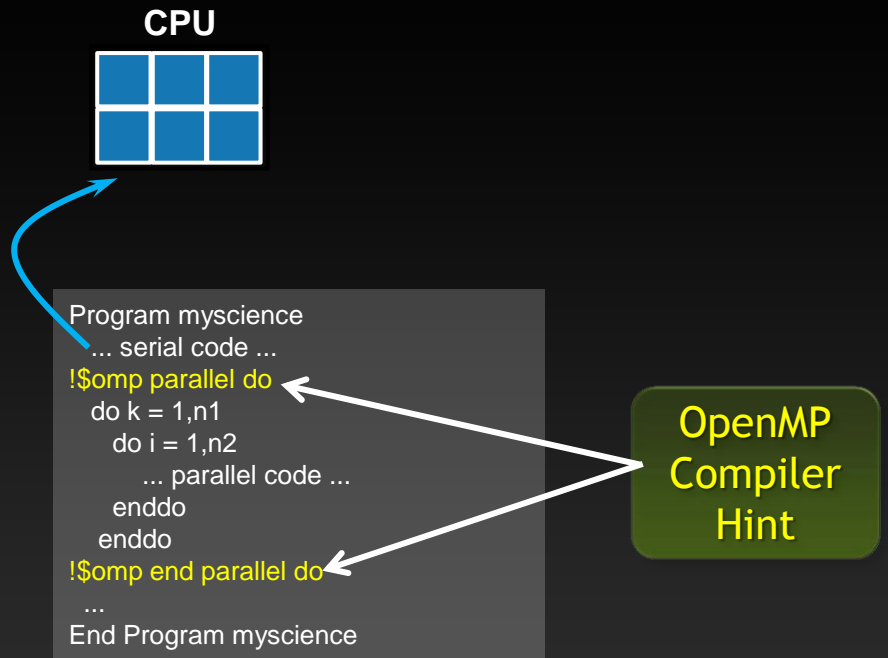 CPU
Program myscience
... serial code ...
!$omp parallel do
do k = 1,n1
do i = 1,n2
... parallel code ...
enddo
enddo
!$omp end parallel do
...
End Program myscience
OpenMP
Compiler
Hint